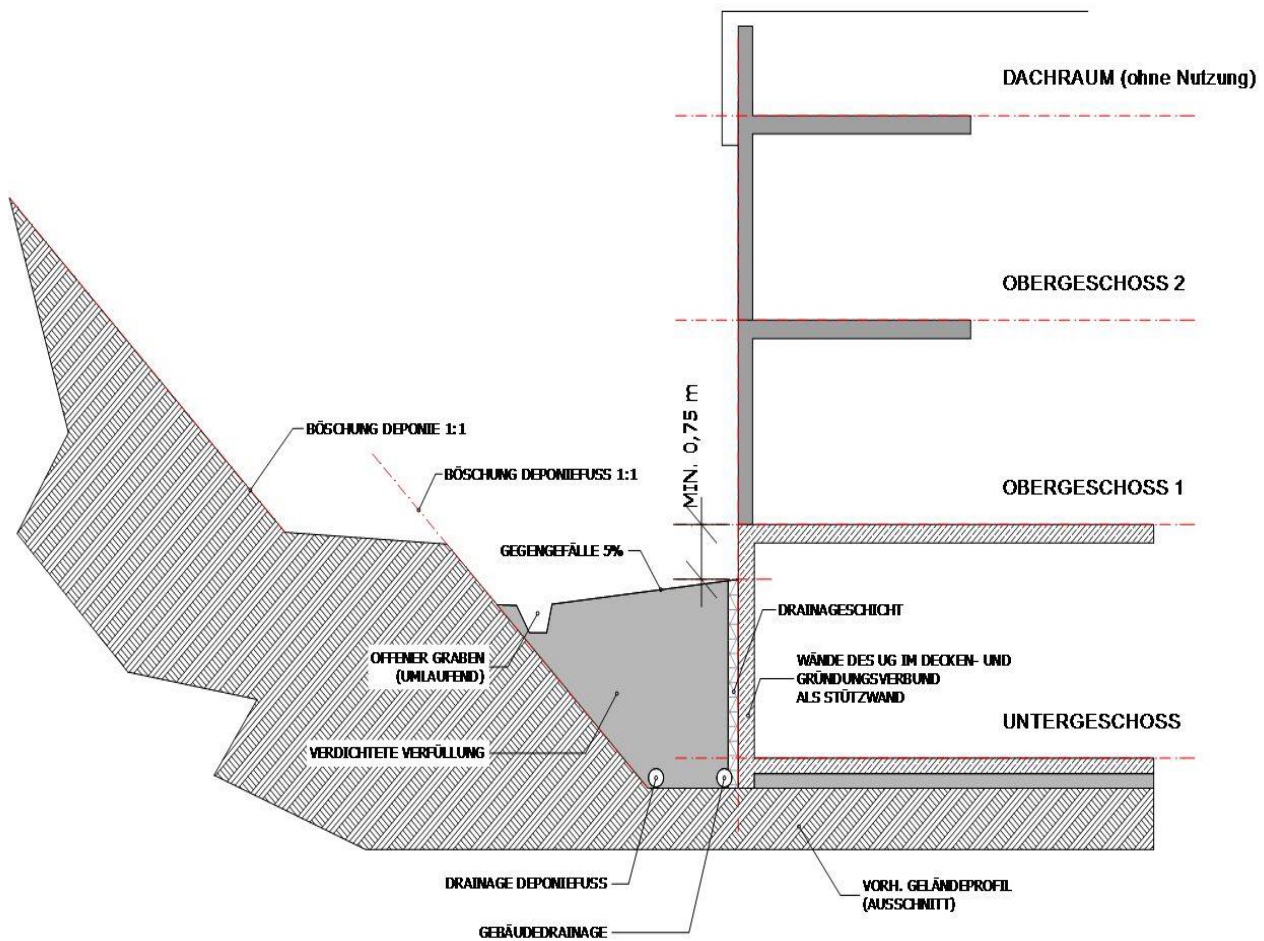 DACHRAUM (ohne Nutzung)
OBERGESCHOSS 2
BÖSCHUNG DEPONIE 1:1
BÖSCHUNG DEPONIEFUSS 1:1
MIN. 0,75 m
OBERGESCHOSS 1
GEGENGEFÄLLE 5%
DRAINAGESCHICHT
OFFENER GRABEN
(UMLAUFEND)
WÄNDE DES UG IM DECKEN- UND
GRÜNDUNGSVERBUND
ALS STÜTZWAND
UNTERGESCHOSS
VERDICHTETE VERFÜLLUNG
DRAINAGE DEPONIEFUSS
VORH. GELÄNDEPROFIL
(AUSSCHNITT)
GEBÄUDEDRAINAGE